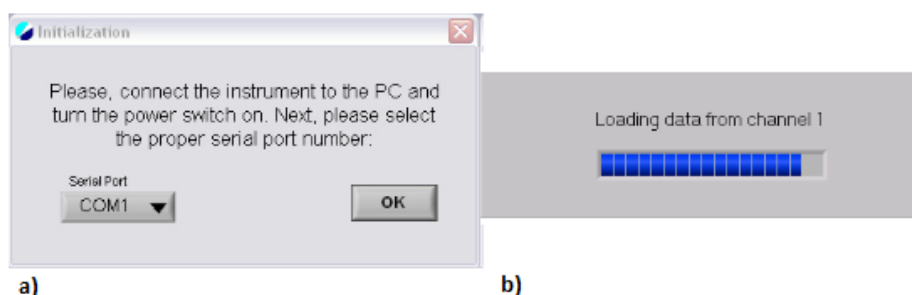 Initialization
Please, connect the instrument to the PC and
turn the power switch on. Next, please select
the proper serial port number:
Serial Port
COM1
OK
Loading data from channel 1
a)
b)